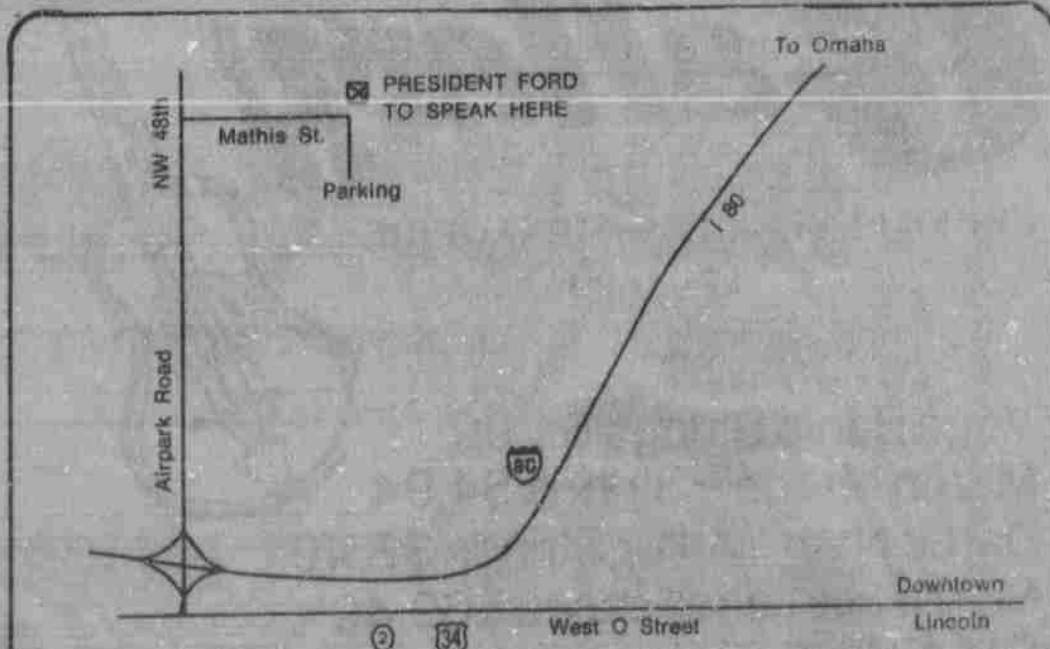 To Omaha
PRESIDENT FORD
TO SPEAK HERE
NW 48th
Mathis St.
Parking
I 80
Airpark Road
80
Downtown
Lincoln
West O Street
2
34